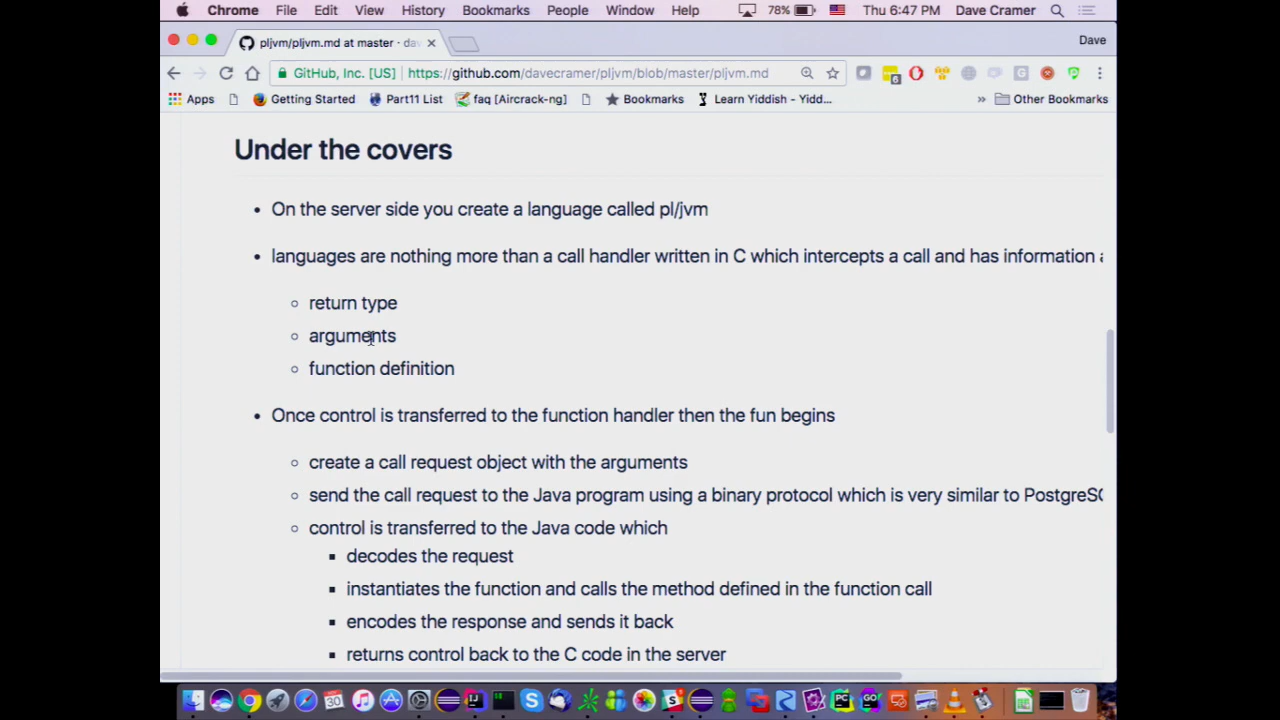 Chrome File Edit View History Bookmarks People Window Help 78% Thu 6:47 PM Dave Cramer
pljvm/pljvm.md at master · dav Dave
GitHub, Inc. [US] https://github.com/davecramer/pljvm/blob/master/pljvm.md
Apps Getting Started Part11 List faq [Aircrack-ng] Bookmarks Learn Yiddish - Yidd... » Other Bookmarks
Under the covers
• On the server side you create a language called pl/jvm
• languages are nothing more than a call handler written in C which intercepts a call and has information a
◦ return type
◦ arguments
◦ function definition
• Once control is transferred to the function handler then the fun begins
◦ create a call request object with the arguments
◦ send the call request to the Java program using a binary protocol which is very similar to PostgreSQ
◦ control is transferred to the Java code which
▪ decodes the request
▪ instantiates the function and calls the method defined in the function call
▪ encodes the response and sends it back
▪ returns control back to the C code in the server